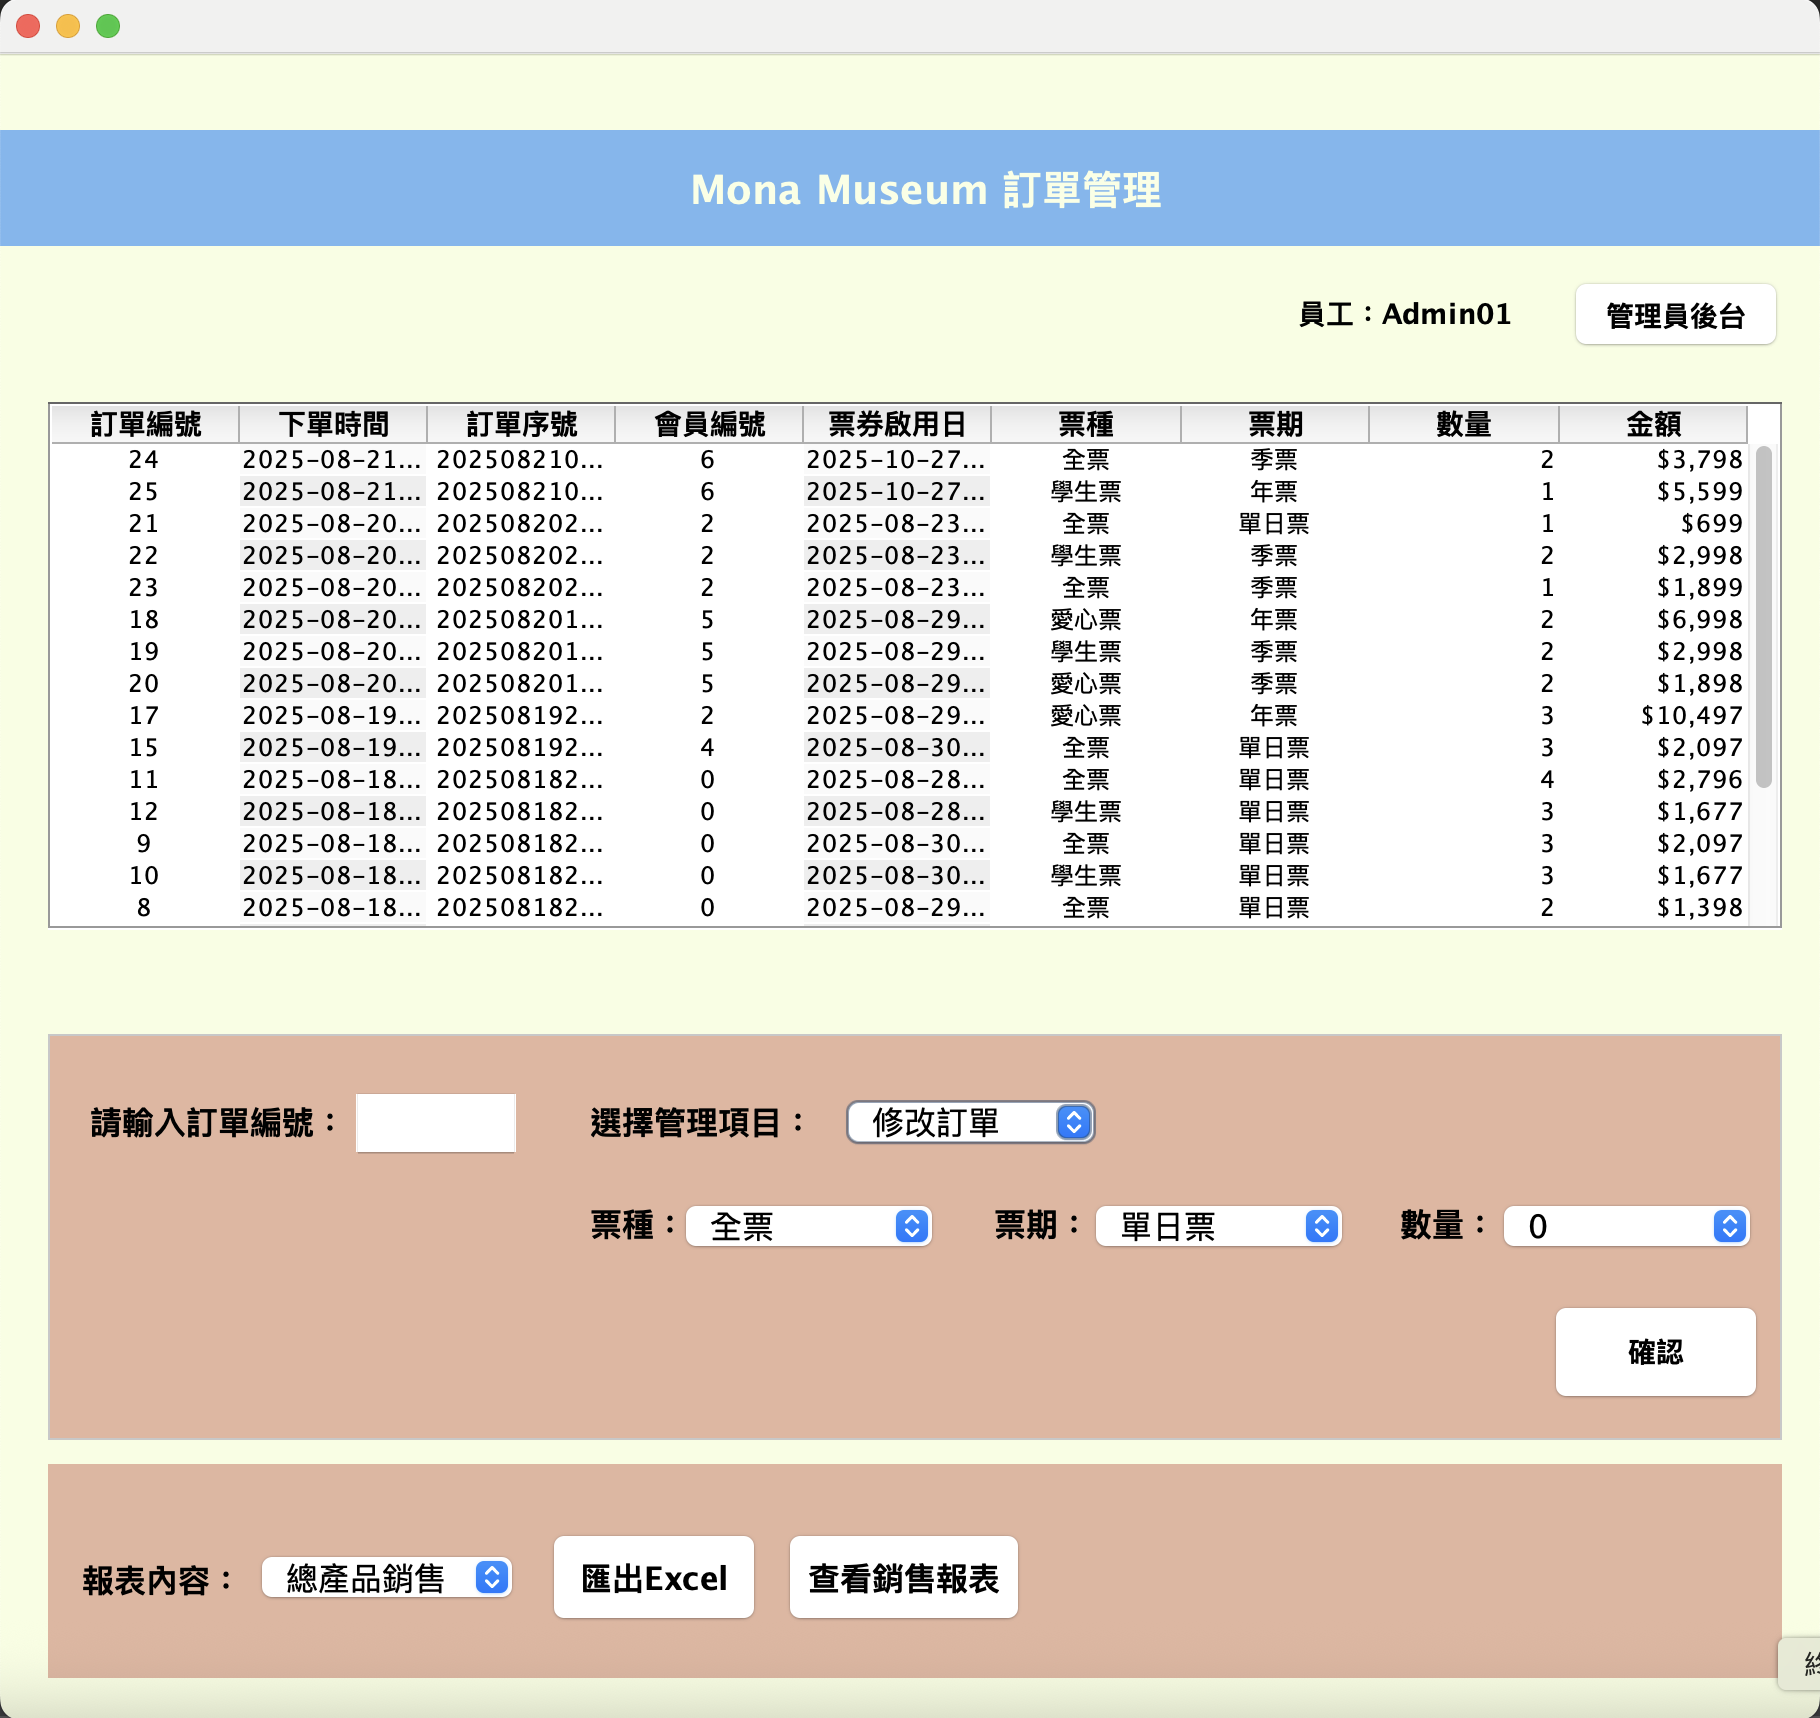 Mona Museum 訂單管理
員工：Admin01
管理員後台
訂單編號 下單時間 訂單序號 會員編號 票券啟用日 票種 票期 數量 金額
24 2025-08-21... 202508210... 6 2025-10-27... 全票 季票 2 $3,798
25 2025-08-21... 202508210... 6 2025-10-27... 學生票 年票 1 $5,599
21 2025-08-20... 202508202... 2 2025-08-23... 全票 單日票 1 $699
22 2025-08-20... 202508202... 2 2025-08-23... 學生票 季票 2 $2,998
23 2025-08-20... 202508202... 2 2025-08-23... 全票 季票 1 $1,899
18 2025-08-20... 202508201... 5 2025-08-29... 愛心票 年票 2 $6,998
19 2025-08-20... 202508201... 5 2025-08-29... 學生票 季票 2 $2,998
20 2025-08-20... 202508201... 5 2025-08-29... 愛心票 季票 2 $1,898
17 2025-08-19... 202508192... 2 2025-08-29... 愛心票 年票 3 $10,497
15 2025-08-19... 202508192... 4 2025-08-30... 全票 單日票 3 $2,097
11 2025-08-18... 202508182... 0 2025-08-28... 全票 單日票 4 $2,796
12 2025-08-18... 202508182... 0 2025-08-28... 學生票 單日票 3 $1,677
9 2025-08-18... 202508182... 0 2025-08-30... 全票 單日票 3 $2,097
10 2025-08-18... 202508182... 0 2025-08-30... 學生票 單日票 3 $1,677
8 2025-08-18... 202508182... 0 2025-08-29... 全票 單日票 2 $1,398
請輸入訂單編號： 選擇管理項目： 修改訂單
票種： 全票 票期： 單日票 數量： 0
確認
報表內容： 總產品銷售 匯出Excel 查看銷售報表